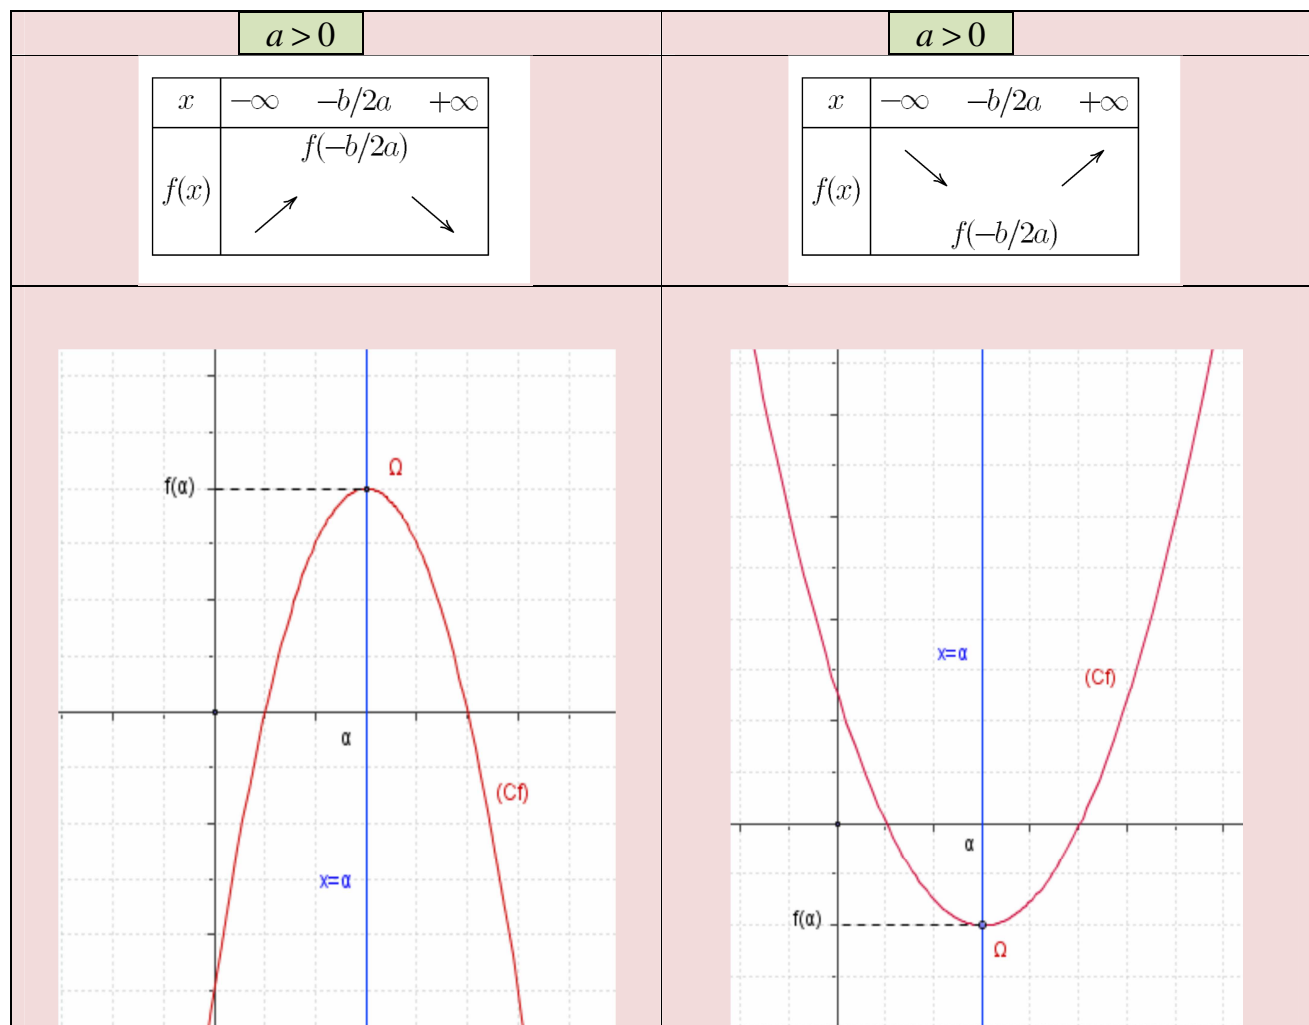 a > 0
x −∞ −b/2a +∞
f(−b/2a)
f(x)
f(α)
Ω
α
(Cf)
x=α
a > 0
x −∞ −b/2a +∞
f(x)
f(−b/2a)
x=α
(Cf)
α
f(α)
Ω